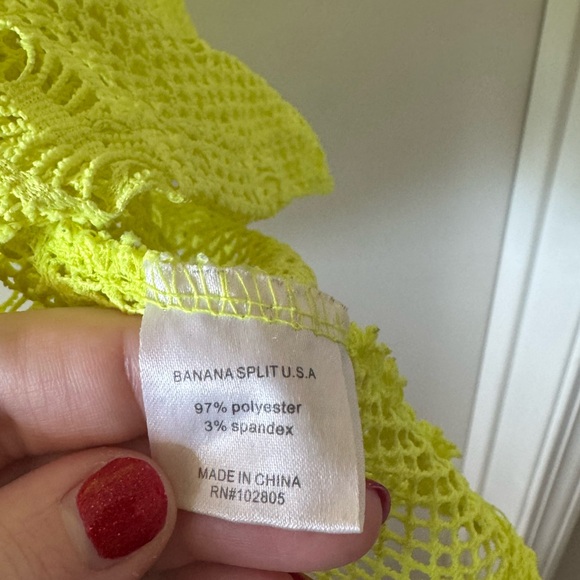 BANANA SPLIT U.S.A
97% polyester
3% spandex
MADE IN CHINA
RN#102805